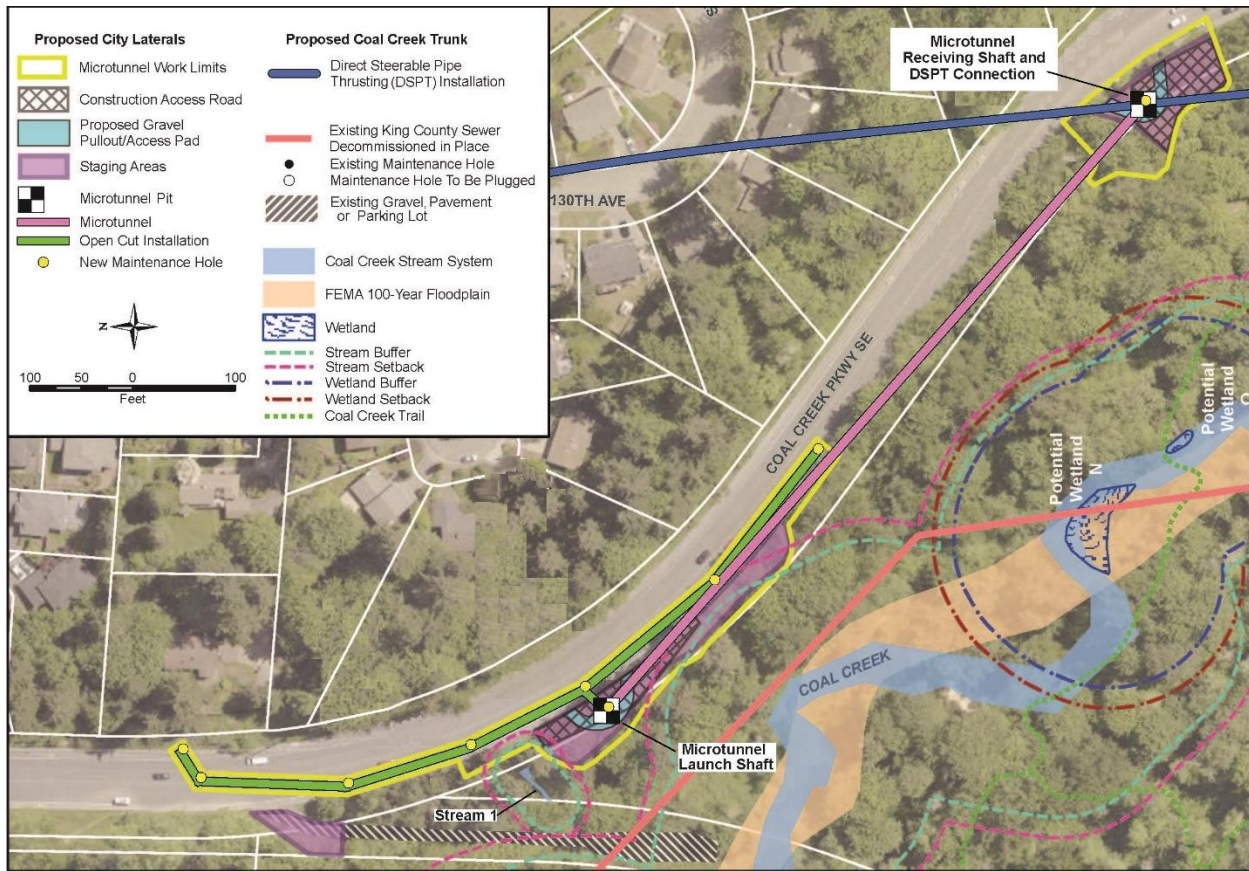 Proposed City Laterals
Microtunnel Work Limits
Construction Access Road
Proposed Gravel
Pullout/Access Pad
Staging Areas
Microtunnel Pit
Microtunnel
Open Cut Installation
New Maintenance Hole
N
100 0 100
Feet
Proposed Coal Creek Trunk
Direct Steerable Pipe
Thrusting (DSPT) Installation
Existing King County Sewer
Decommissioned in Place
Existing Maintenance Hole
Maintenance Hole To Be Plugged
Existing Gravel, Pavement
or Parking Lot
Coal Creek Stream System
FEMA 100-Year Floodplain
Wetland
Stream Buffer
Stream Setback
Wetland Buffer
Wetland Setback
Coal Creek Trail
S
Microtunnel
Receiving Shaft and
DSPT Connection
130TH AVE
COAL CREEK PKWY SE
Potential
Wetland
N
Potential
Wetland
O
COAL CREEK
Microtunnel
Launch Shaft
Stream 1